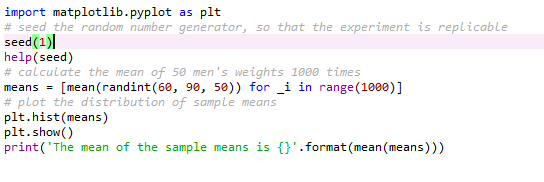 import matplotlib.pyplot as plt
# seed the random number generator, so that the experiment is replicable
seed(1)
help(seed)
# calculate the mean of 50 men's weights 1000 times
means = [mean(randint(60, 90, 50)) for _i in range(1000)]
# plot the distribution of sample means
plt.hist(means)
plt.show()
print('The mean of the sample means is {}'.format(mean(means)))